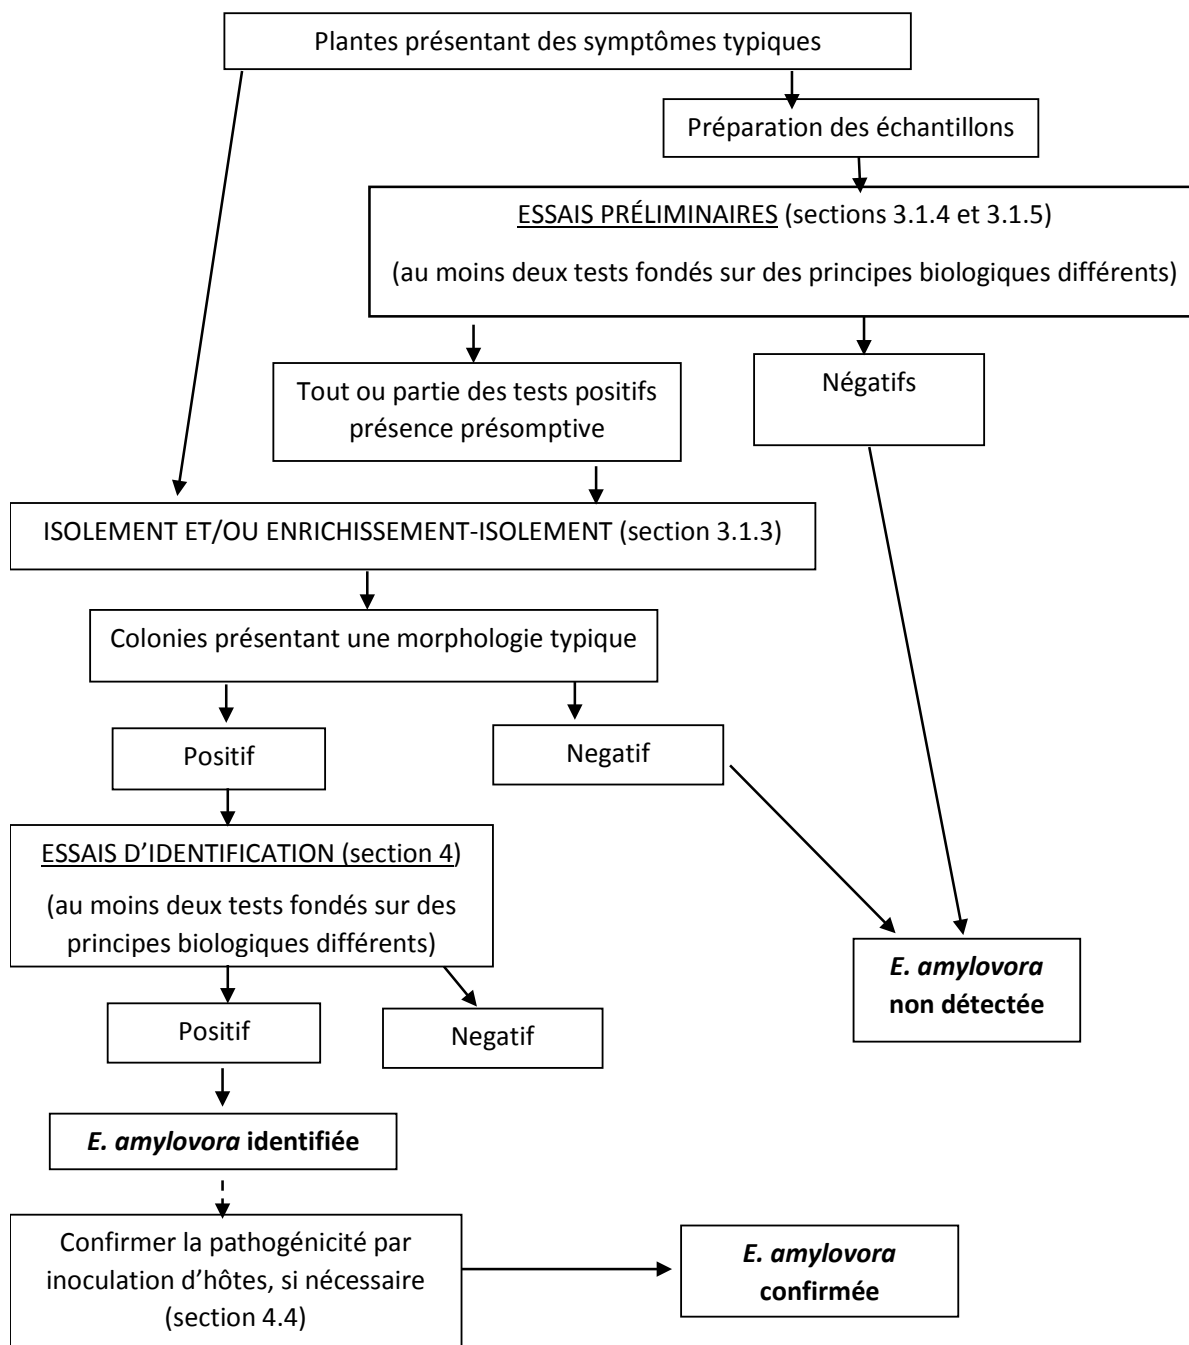 Plantes présentant des symptômes typiques
Préparation des échantillons
ESSAIS PRÉLIMINAIRES (sections 3.1.4 et 3.1.5)
(au moins deux tests fondés sur des principes biologiques différents)
Tout ou partie des tests positifs
présence présomptive
Négatifs
ISOLEMENT ET/OU ENRICHISSEMENT-ISOLEMENT (section 3.1.3)
Colonies présentant une morphologie typique
Positif
Negatif
ESSAIS D’IDENTIFICATION (section 4)
(au moins deux tests fondés sur des
principes biologiques différents)
E. amylovora
non détectée
Positif
Negatif
E. amylovora identifiée
Confirmer la pathogénicité par
inoculation d’hôtes, si nécessaire
(section 4.4)
E. amylovora
confirmée